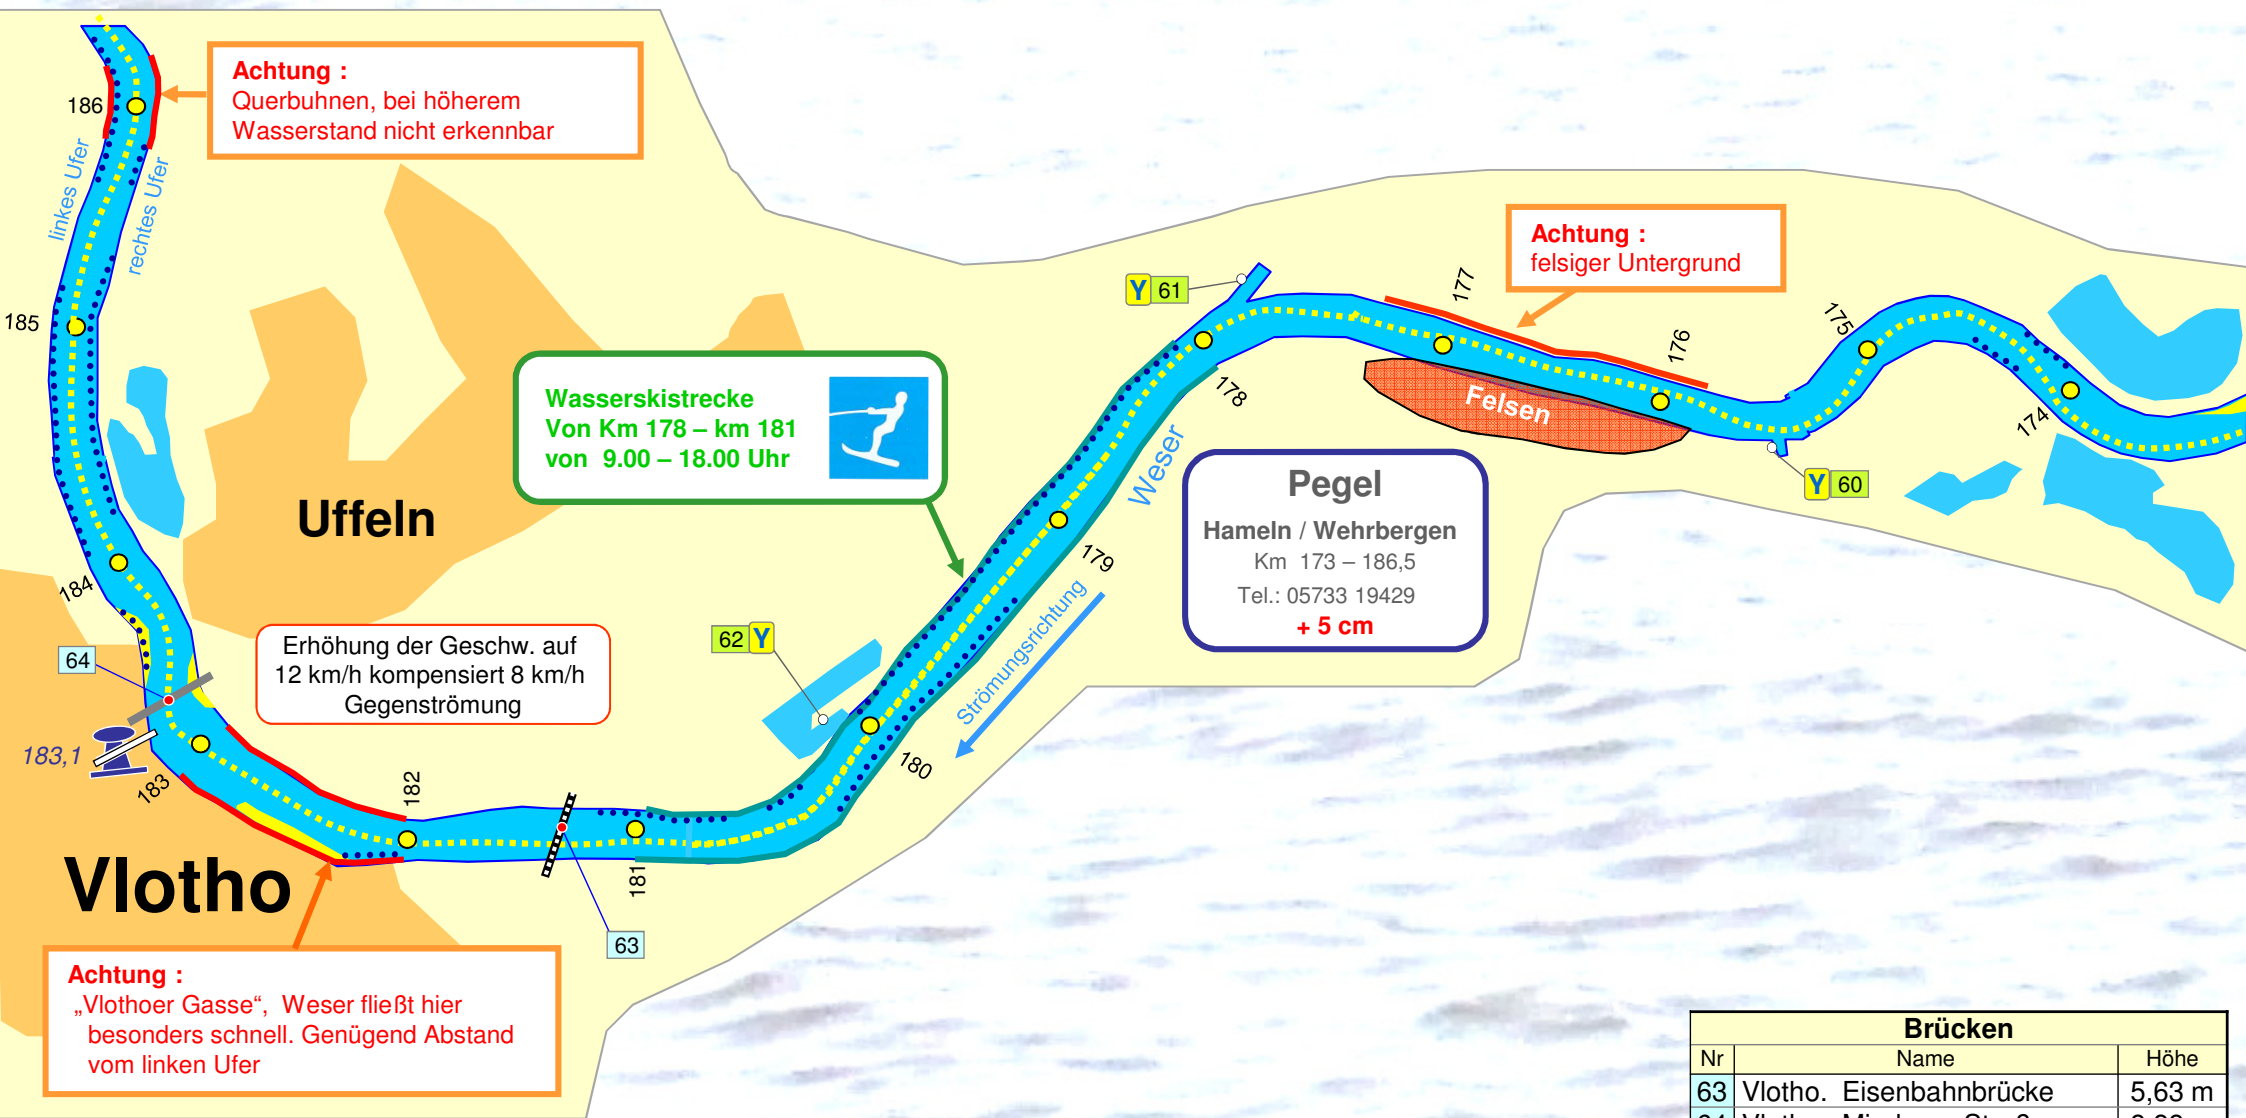 Achtung :
Querbuhnen, bei höherem
Wasserstand nicht erkennbar
186
linkes Ufer
rechtes Ufer
185
Uffeln
184
64
Erhöhung der Geschw. auf
12 km/h kompensiert 8 km/h
Gegenströmung
183,1
183
182
Vlotho
Achtung :
„Vlothoer Gasse“, Weser fließt hier
besonders schnell. Genügend Abstand
vom linken Ufer
63
181
Wasserskistrecke
Von Km 178 – km 181
von 9.00 – 18.00 Uhr
62 Y
180
Strömungsrichtung
179
Weser
178
Y 61
Pegel
Hameln / Wehrbergen
Km 173 – 186,5
Tel.: 05733 19429
+ 5 cm
177
Achtung :
felsiger Untergrund
Felsen
176
175
Y 60
174
Brücken
Nr Name Höhe
63 Vlotho. Eisenbahnbrücke 5,63 m